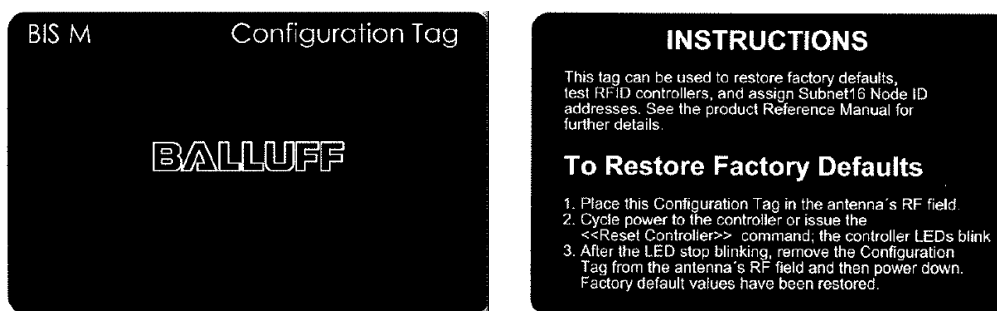 BIS M Configuration Tag
BALLUFF
INSTRUCTIONS
This tag can be used to restore factory defaults,
test RFID controllers, and assign Subnet16 Node ID
addresses. See the product Reference Manual for
further details.
To Restore Factory Defaults
1. Place this Configuration Tag in the antenna´s RF field.
2. Cycle power to the controller or issue the
<<Reset Controller>> command; the controller LEDs blink
3. After the LED stop blinking, remove the Configuration
Tag from the antenna´s RF field and then power down.
Factory default values have been restored.